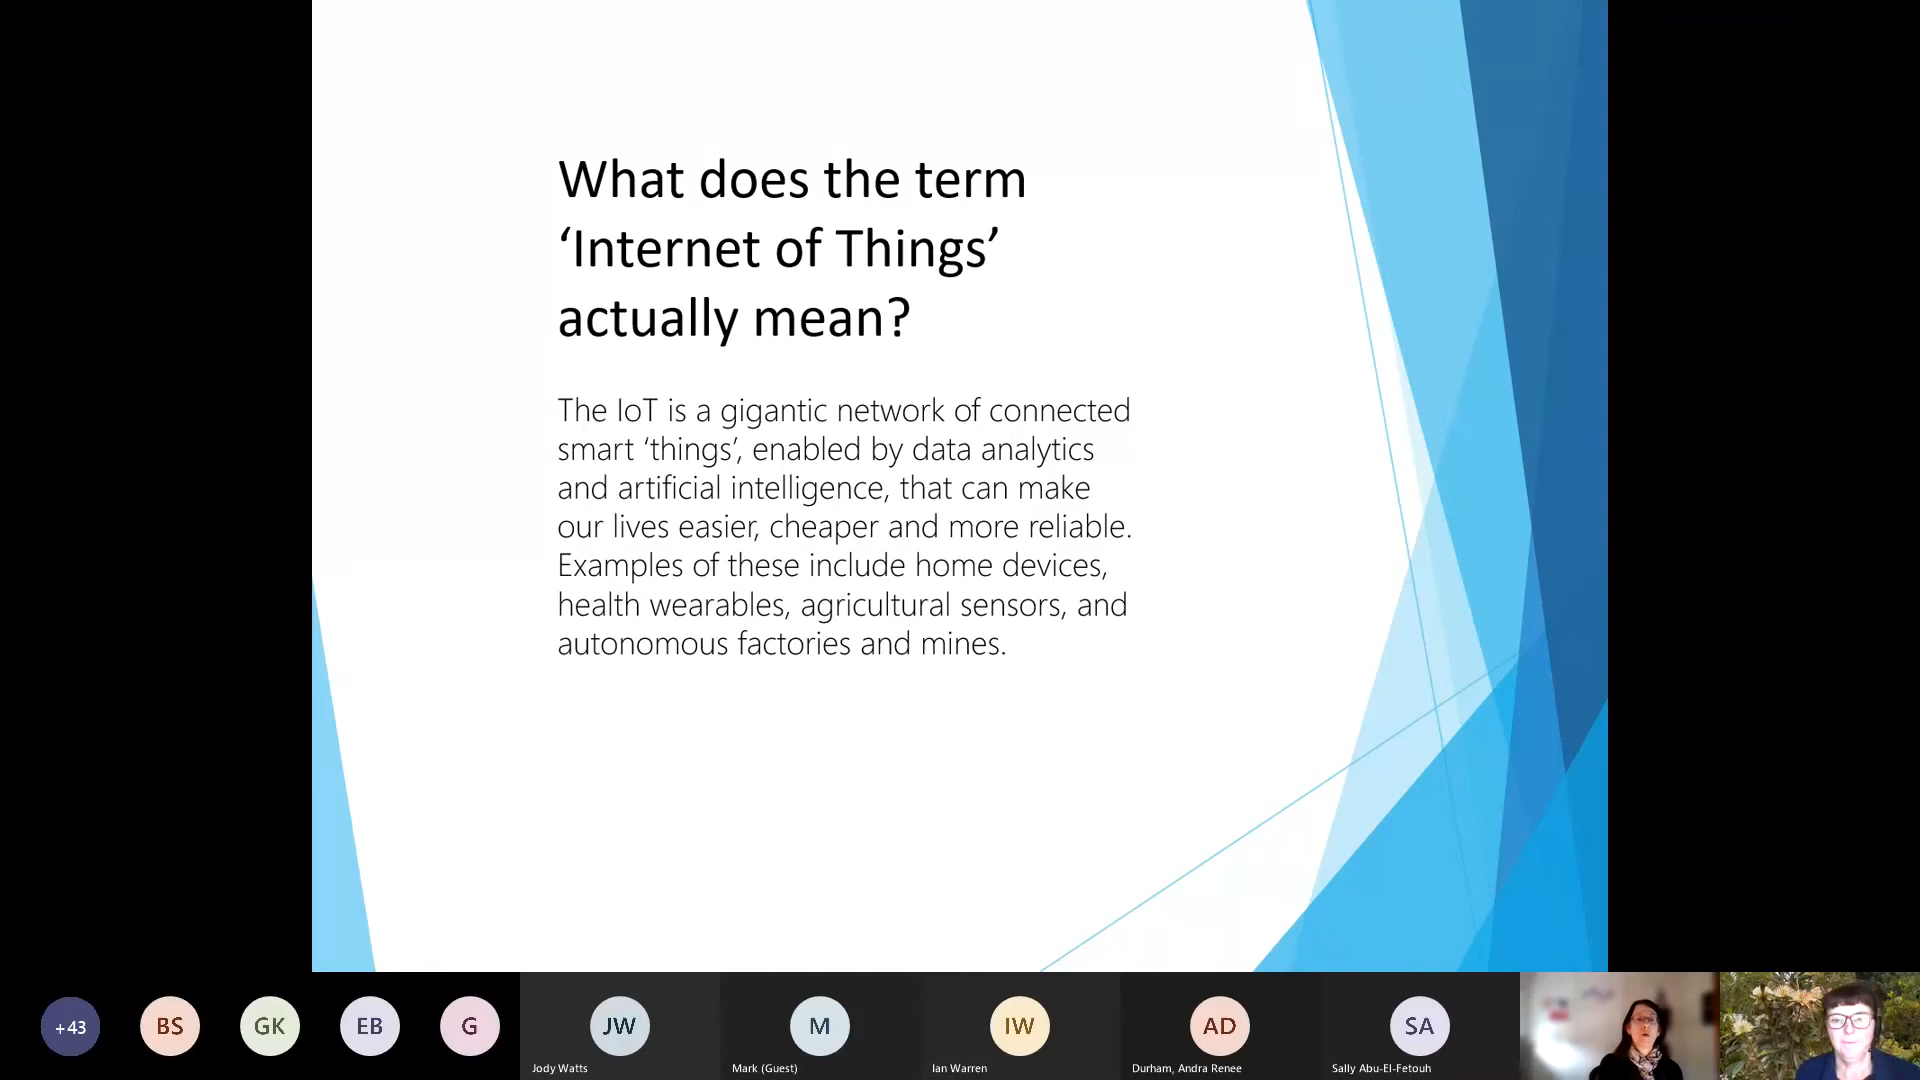 What does the term
‘Internet of Things’
actually mean?
The IoT is a gigantic network of connected
smart ‘things’, enabled by data analytics
and artificial intelligence, that can make
our lives easier, cheaper and more reliable.
Examples of these include home devices,
health wearables, agricultural sensors, and
autonomous factories and mines.
+43
BS
GK
EB
G
JW
M
IW
AD
SA
Jody Watts
Mark (Guest)
Ian Warren
Durham, Andra Renee
Sally Abu-El-Fetouh